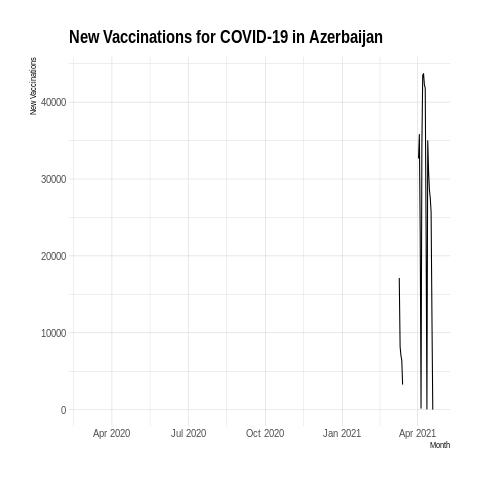 New Vaccinations for COVID-19 in Azerbaijan
New Vaccinations
40000
30000
20000
10000
0
Apr 2020 Jul 2020 Oct 2020 Jan 2021 Apr 2021
Month